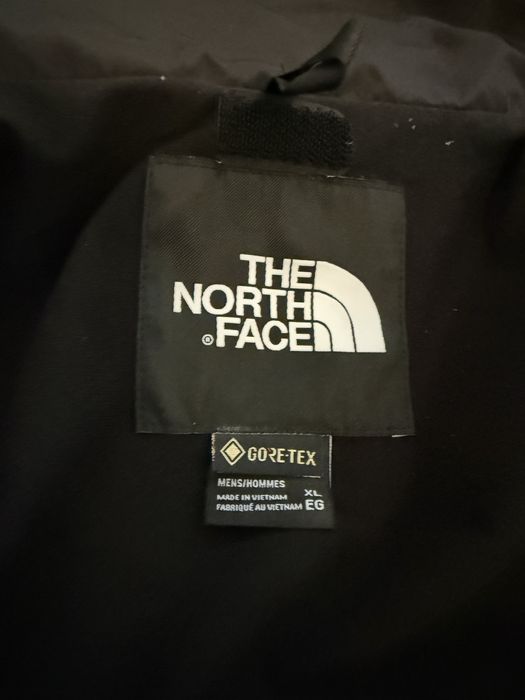 THE
NORTH
®FACE
GORE-TEX
MENS/HOMMES
MADE IN VIETNAM XL
FABRIQUÉ AU VIETNAM EG